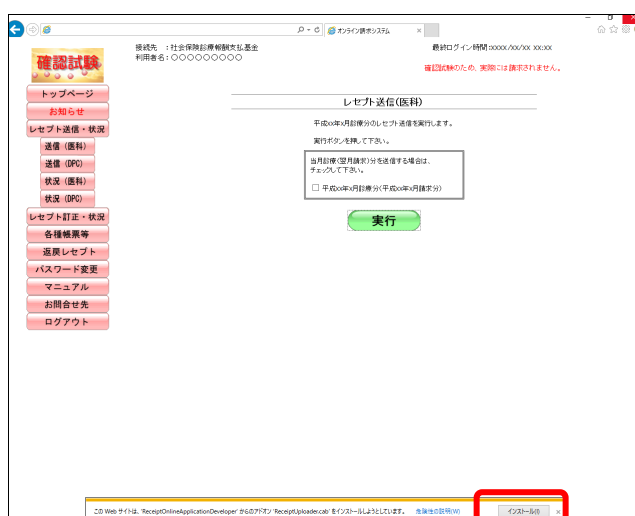 オンライン請求システム
接続先　：社会保険診療報酬支払基金
利用者名：○○○○○○○○○
最終ログイン時間:xxxx/xx/xx xx:xx
確認試験
確認試験のため、実際には請求されません。
トップページ
お知らせ
レセプト送信・状況
送信（医科）
送信（DPC）
状況（医科）
状況（DPC）
レセプト訂正・状況
各種帳票等
返戻レセプト
パスワード変更
マニュアル
お問合せ先
ログアウト
レセプト送信(医科)
平成xx年x月診療分のレセプト送信を実行します。
実行ボタンを押して下さい。
当月診療(翌月請求)分を送信する場合は、
チェックして下さい。
平成xx年x月診療分(平成xx年x月請求分)
実行
この Web サイトは、'ReceiptOnlineApplicationDeveloper' からのアドオン 'ReceiptUploader.cab' をインストールしようとしています。 危険性の説明(W) インストール(I) ×